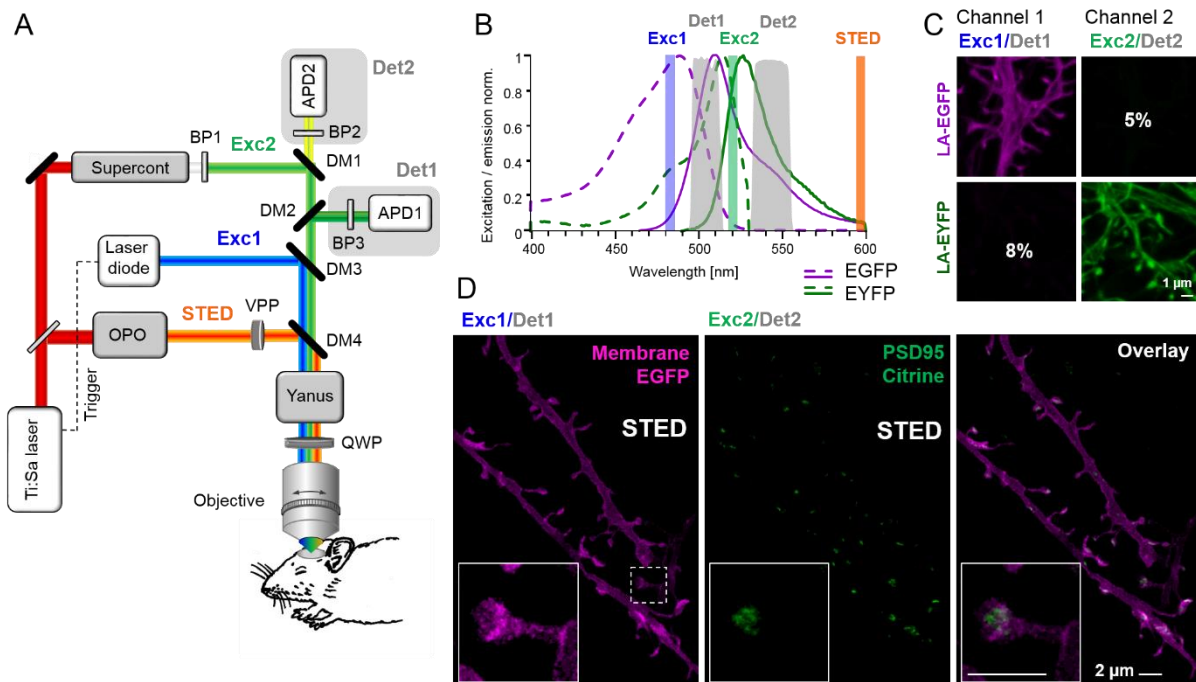 A
Det2
APD2
BP2
BP1
Exc2
DM1
Supercont
Det1
DM2
APD1
BP3
Exc1
Laser
diode
DM3
STED
VPP
OPO
DM4
Trigger
Yanus
Ti:Sa laser
QWP
Objective
B
Det1
Det2
Exc1
Exc2
STED
Excitation / emission norm.
1
0.8
0.6
0.4
0.2
0
400
450
500
550
600
Wavelength [nm]
EGFP
EYFP
C
Channel 1
Channel 2
Exc1/Det1
Exc2/Det2
LA-EGFP
5%
LA-EYFP
8%
1 µm
D
Exc1/Det1
Exc2/Det2
Membrane
EGFP
STED
PSD95
Citrine
STED
Overlay
2 µm